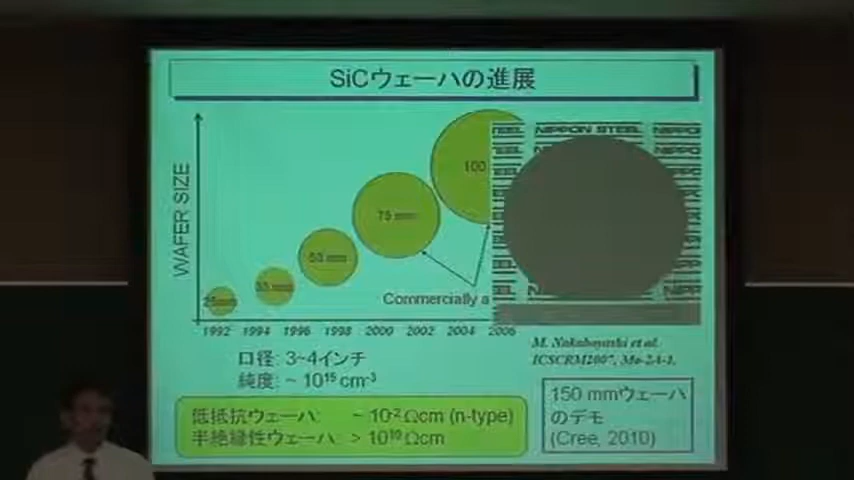 SiCウェーハの進展
WAFER SIZE
25mm
50 mm
75 mm
100
NIPPON STEEL
Commercially a
1992 1994 1996 1998 2000 2002 2004 2006
口径: 3~4インチ
純度: ~ 10¹⁵ cm⁻³
M. Nakabayashi et al.
ICSCRM2007, Mo-2A-1.
低抵抗ウェーハ: ~ 10⁻² Ωcm (n-type)
半絶縁性ウェーハ: > 10¹⁰ Ωcm
150 mmウェーハ
のデモ
(Cree, 2010)